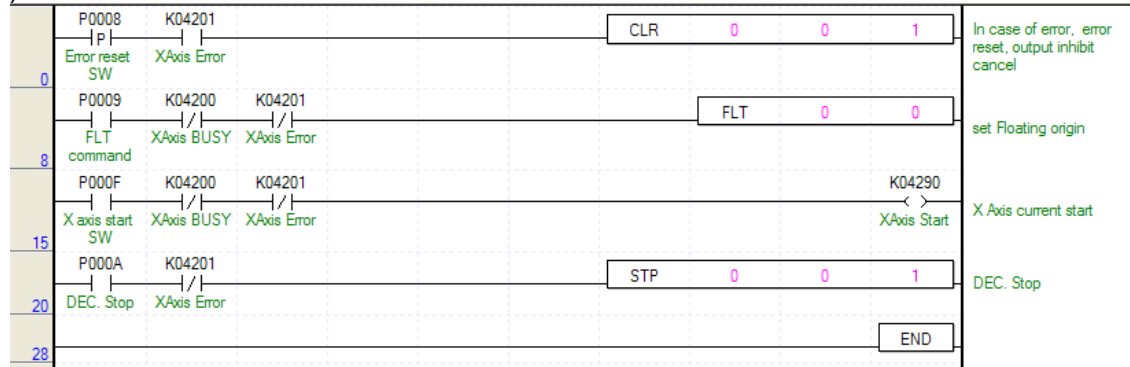 P0008 K04201
P
CLR 0 0 1
In case of error, error
reset, output inhibit
cancel
Error reset XAxis Error
SW
0
P0009 K04200 K04201
FLT 0 0
FLT XAxis BUSY XAxis Error
command
set Floating origin
8
P000F K04200 K04201 K04290
X axis start XAxis BUSY XAxis Error XAxis Start
SW
X Axis current start
15
P000A K04201
STP 0 0 1
DEC. Stop XAxis Error
DEC. Stop
20
END
28